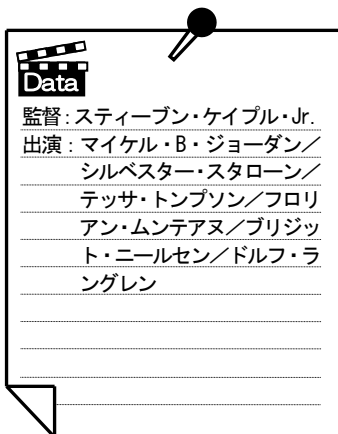 Data
監督：スティーブン・ケイプル・Jr.
出演：マイケル・B・ジョーダン／
シルベスター・スタローン／
テッサ・トンプソン／フロリ
アン・ムンテアヌ／ブリジッ
ト・ニールセン／ドルフ・ラ
ングレン